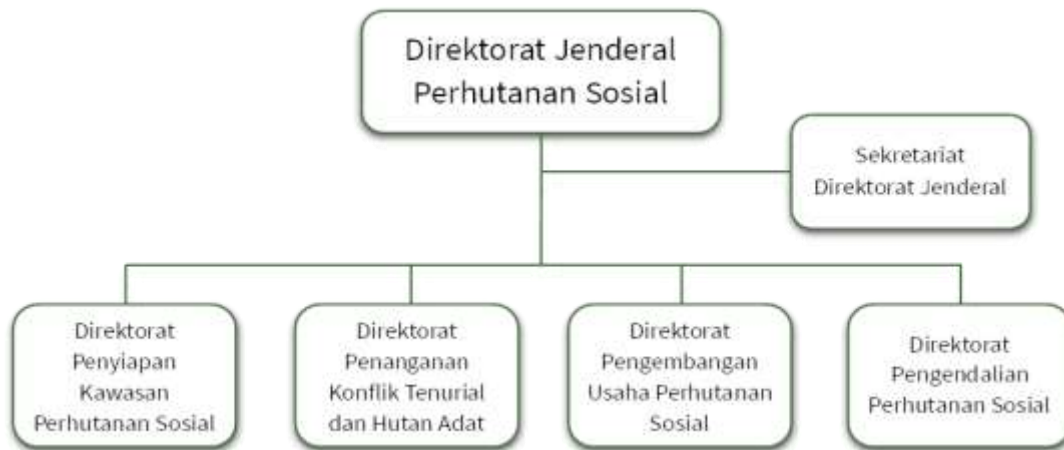 Direktorat Jenderal
Perhutanan Sosial
Sekretariat
Direktorat Jenderal
Direktorat
Penyiapan
Kawasan
Perhutanan Sosial
Direktorat
Penanganan
Konflik Tenurial
dan Hutan Adat
Direktorat
Pengembangan
Usaha Perhutanan
Sosial
Direktorat
Pengendalian
Perhutanan Sosial